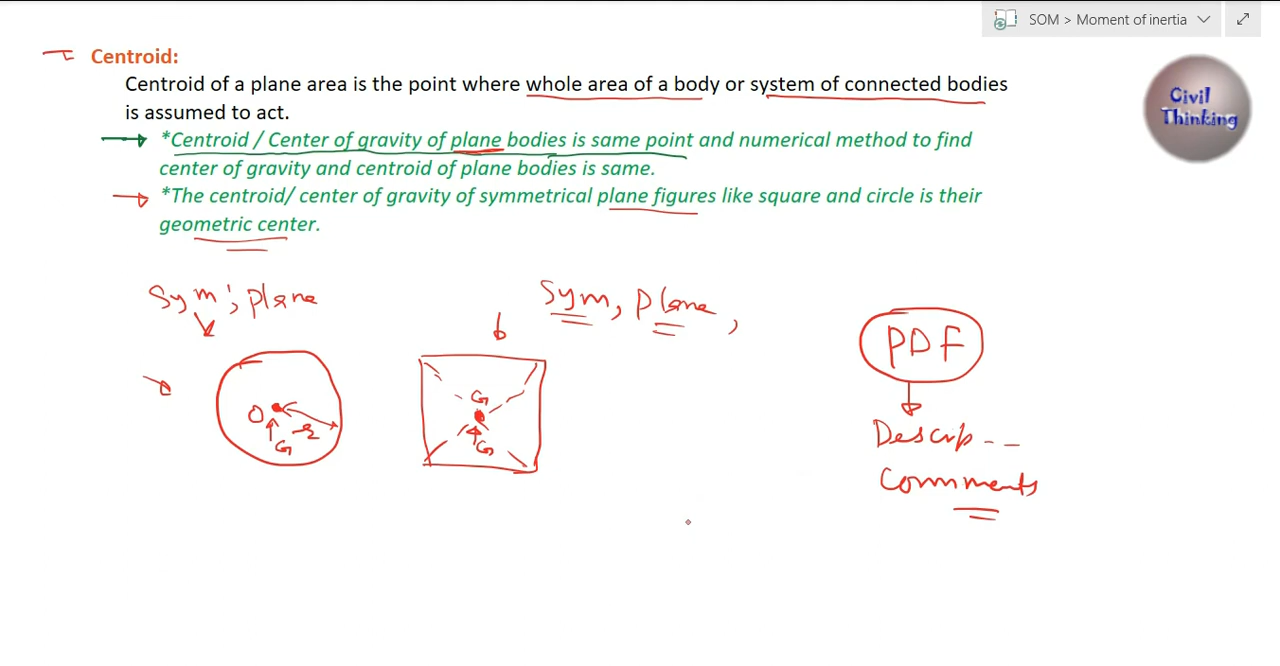 SOM > Moment of inertia
Centroid:
Centroid of a plane area is the point where whole area of a body or system of connected bodies
is assumed to act.
*Centroid / Center of gravity of plane bodies is same point and numerical method to find
center of gravity and centroid of plane bodies is same.
*The centroid/ center of gravity of symmetrical plane figures like square and circle is their
geometric center.
Civil
Thinking
Sym; plane
Sym, plane,
PDF
O
G
G
G
Descrip---
Comments